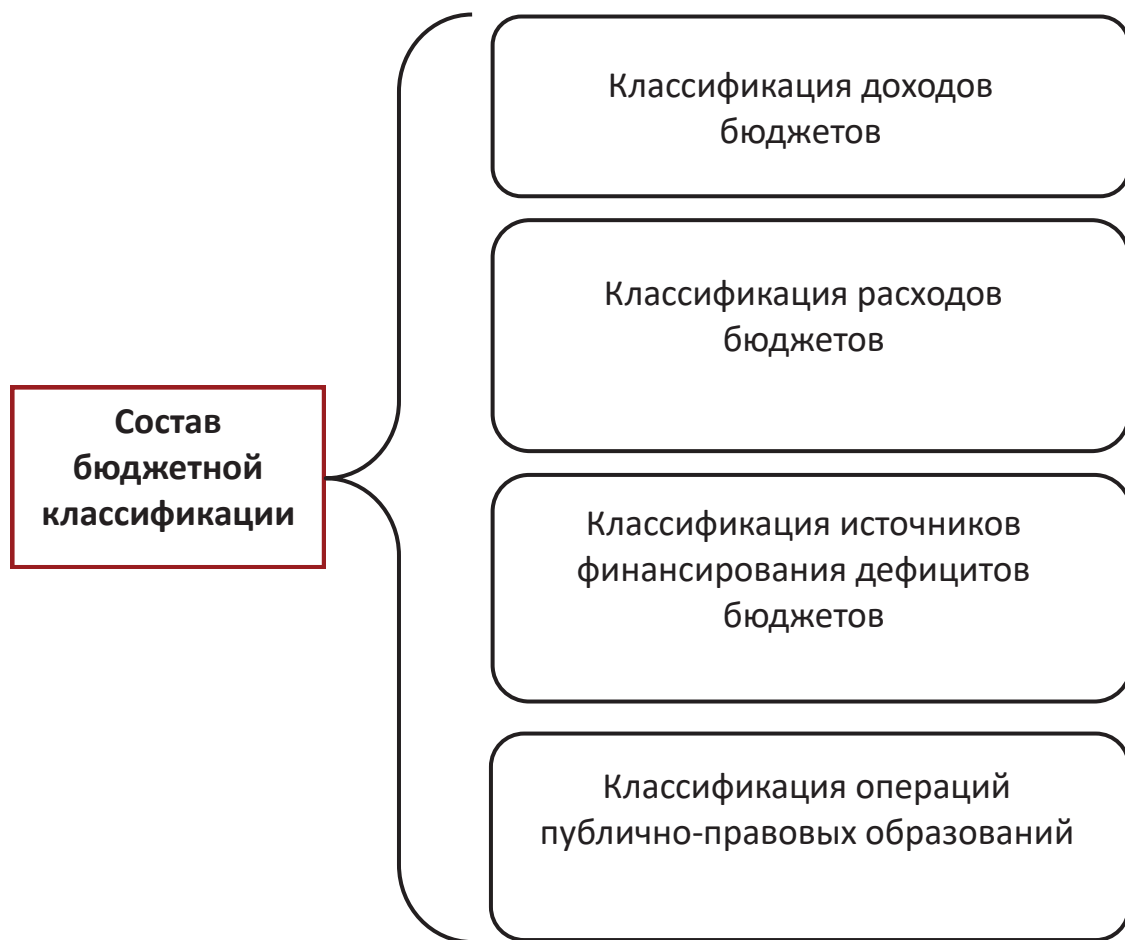 Классификация доходов
бюджетов
Классификация расходов
бюджетов
Состав
бюджетной
классификации
Классификация источников
финансирования дефицитов
бюджетов
Классификация операций
публично-правовых образований